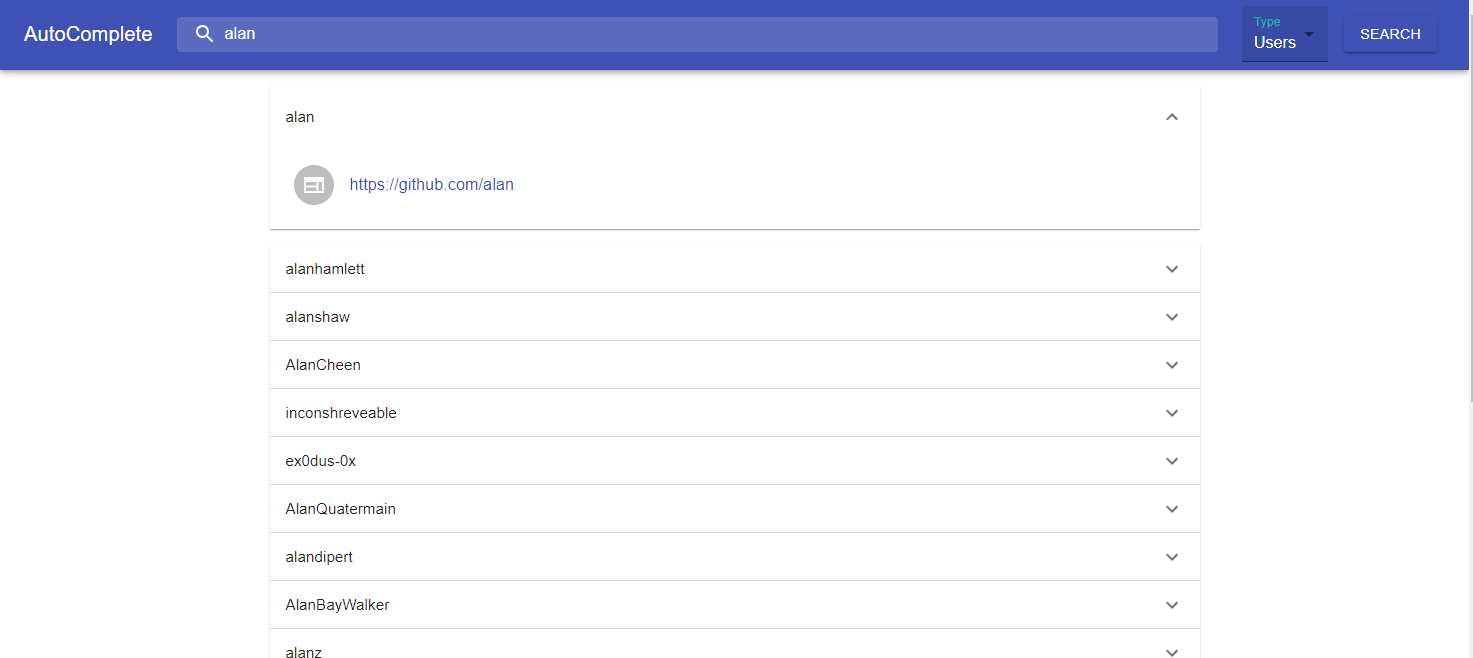 AutoComplete
alan
Type
Users
SEARCH
alan
https://github.com/alan
alanhamlett
alanshaw
AlanCheen
inconshreveable
ex0dus-0x
AlanQuatermain
alandipert
AlanBayWalker
alanz